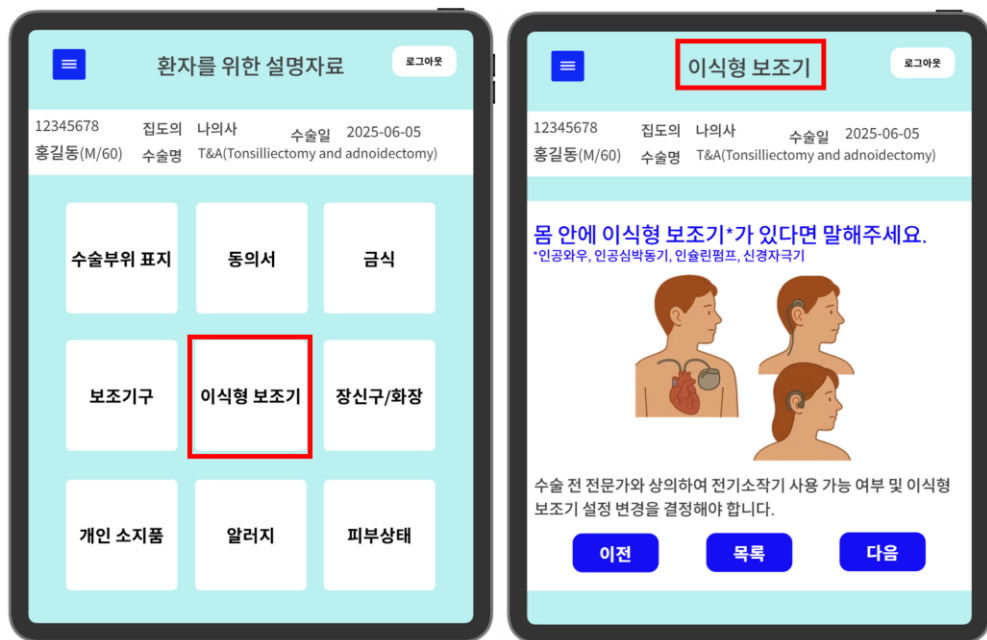 환자를 위한 설명자료
로그아웃
12345678 집도의 나의사 수술일 2025-06-05
홍길동(M/60) 수술명 T&A(Tonsilliectomy and adnoidectomy)
수술부위 표지 동의서 금식
보조기구 이식형 보조기 장신구/화장
개인 소지품 알러지 피부상태
이식형 보조기
로그아웃
12345678 집도의 나의사 수술일 2025-06-05
홍길동(M/60) 수술명 T&A(Tonsilliectomy and adnoidectomy)
몸 안에 이식형 보조기*가 있다면 말해주세요.
*인공와우, 인공심박동기, 인슐린펌프, 신경자극기
수술 전 전문가와 상의하여 전기소작기 사용 가능 여부 및 이식형
보조기 설정 변경을 결정해야 합니다.
이전 목록 다음